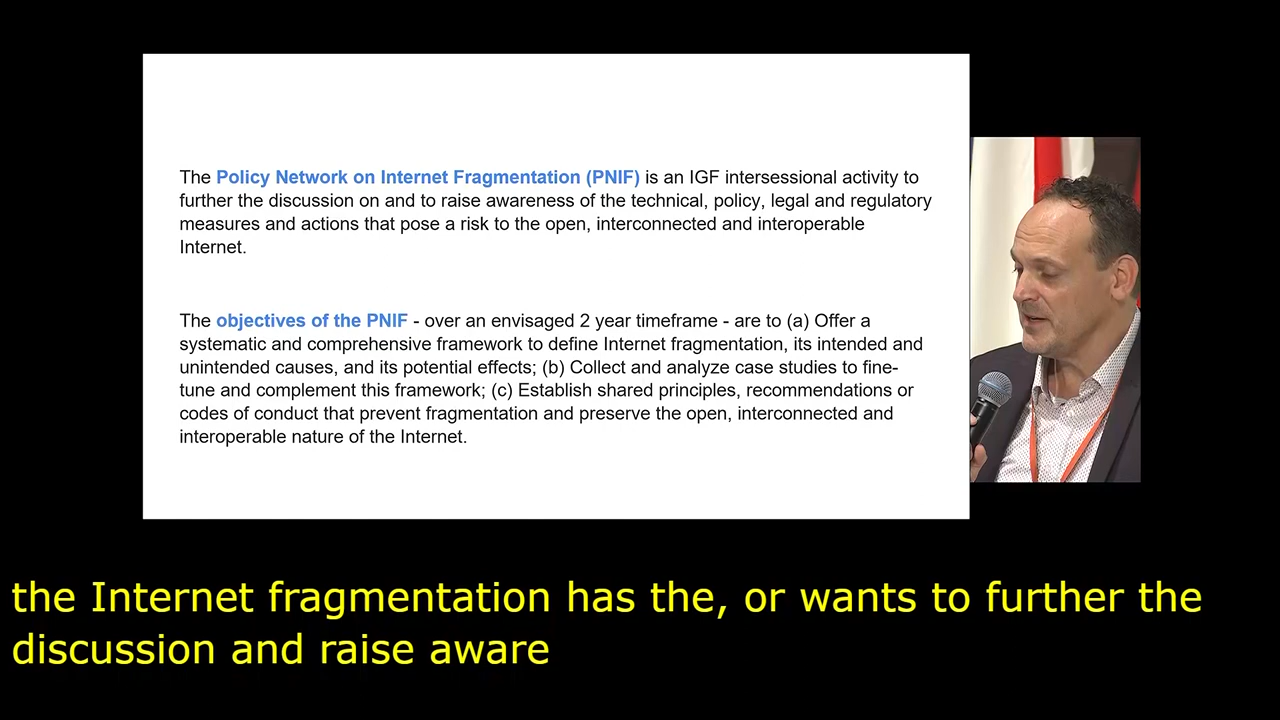 The Policy Network on Internet Fragmentation (PNIF) is an IGF intersessional activity to
further the discussion on and to raise awareness of the technical, policy, legal and regulatory
measures and actions that pose a risk to the open, interconnected and interoperable
Internet.
The objectives of the PNIF - over an envisaged 2 year timeframe - are to (a) Offer a
systematic and comprehensive framework to define Internet fragmentation, its intended and
unintended causes, and its potential effects; (b) Collect and analyze case studies to fine-
tune and complement this framework; (c) Establish shared principles, recommendations or
codes of conduct that prevent fragmentation and preserve the open, interconnected and
interoperable nature of the Internet.
the Internet fragmentation has the, or wants to further the
discussion and raise aware